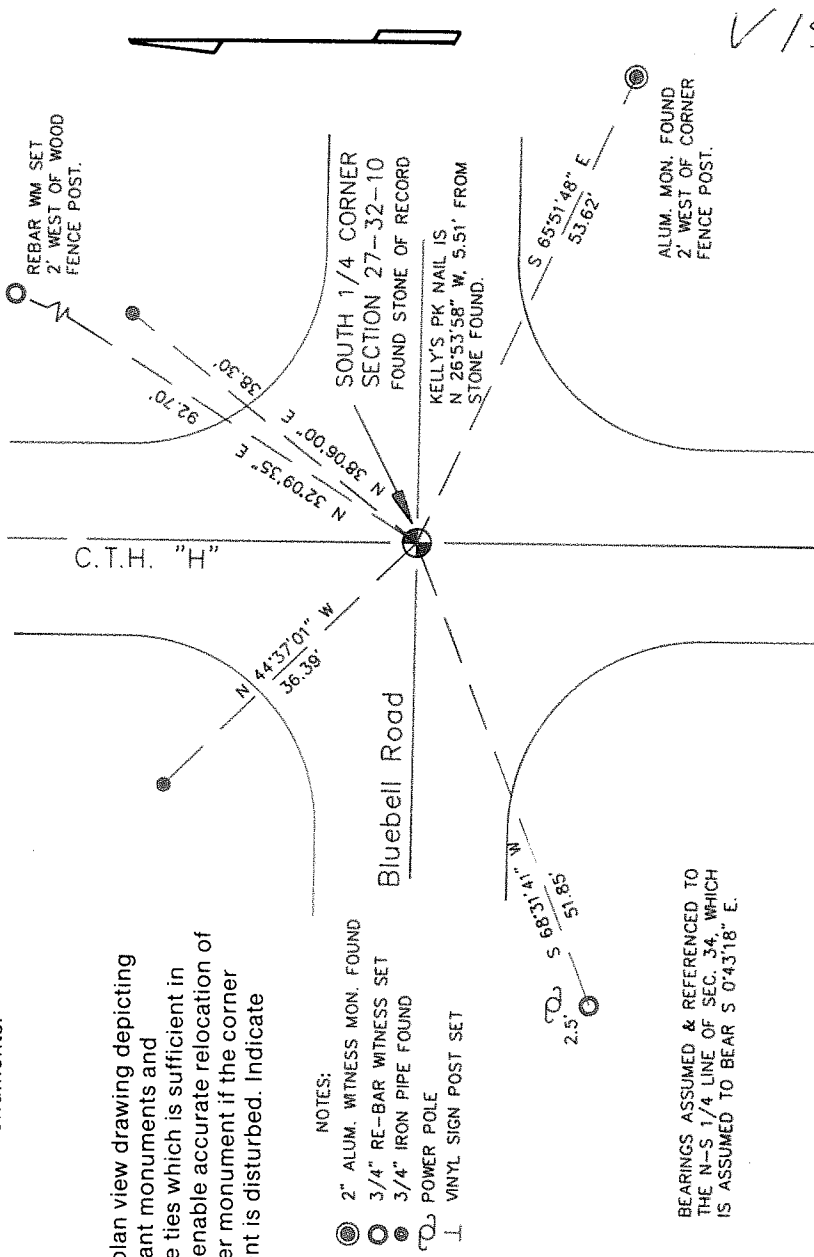 plan view drawing depicting
ant monuments and
e ties which is sufficient in
enable accurate relocation of
er monument if the corner
nt is disturbed. Indicate
NOTES:
2" ALUM. WITNESS MON. FOUND
3/4" RE-BAR WITNESS SET
3/4" IRON PIPE FOUND
POWER POLE
VINYL SIGN POST SET
BEARINGS ASSUMED & REFERENCED TO
THE N-S 1/4 LINE OF SEC. 34, WHICH
IS ASSUMED TO BEAR S 0°43'18" E.
C.T.H. "H"
Bluebell Road
N 44°37'01" W
36.39'
S 68°31'41" W
51.85'
2.5'
REBAR WM SET
2' WEST OF WOOD
FENCE POST.
92.70'
N 32°09'35" E
38.30'
N 38°06'00" E
SOUTH 1/4 CORNER
SECTION 27-32-10
FOUND STONE OF RECORD
KELLY'S PK NAIL IS
N 26°53'58" W, 5.51' FROM
STONE FOUND.
S 65°51'48" E
53.62'
ALUM. MON. FOUND
2' WEST OF CORNER
FENCE POST.